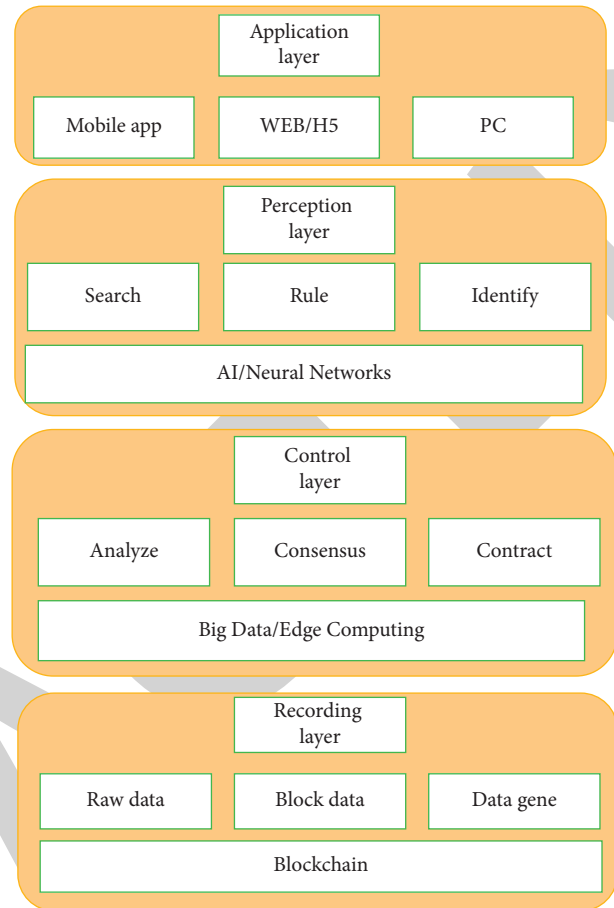 Application
layer
Mobile app
WEB/H5
PC
Perception
layer
Search
Rule
Identify
AI/Neural Networks
Control
layer
Analyze
Consensus
Contract
Big Data/Edge Computing
Recording
layer
Raw data
Block data
Data gene
Blockchain